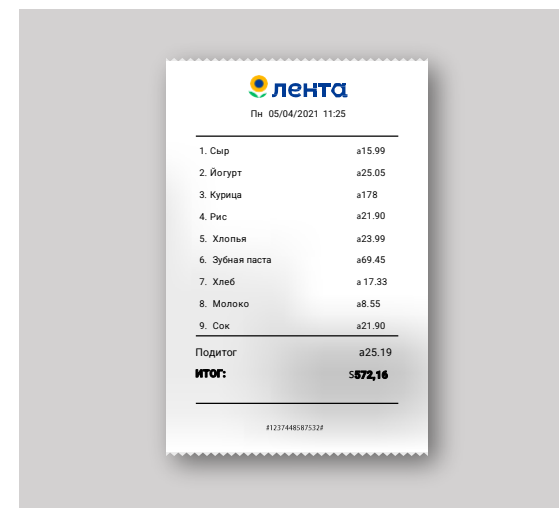 лента
Пн 05/04/2021 11:25
1. Сыр а15.99
2. Йогурт а25.05
3. Курица а178
4. Рис а21.90
5. Хлопья а23.99
6. Зубная паста а69.45
7. Хлеб а 17.33
8. Молоко а8.55
9. Сок а21.90
Подитог а25.19
ИТОГ: S572,16
#1237448587532#